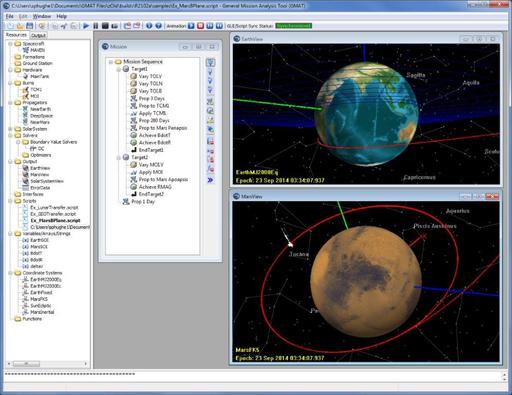 C:\Users\sphughe1\Documents\GMAT Files\zOld\build\R2102a\samples\Ex_MarsBPlane.script - General Mission Analysis Tool (GMAT)
File Edit Window Help
Animation
GUI/Script Sync Status: Synchronized
Resources Output
Spacecraft
MAVEN
Formations
Ground Station
Hardware
MainTank
Burns
TCM1
MOI
Propagators
NearEarth
DeepSpace
NearMars
SolarSystem
Solvers
Boundary Value Solvers
DC
Optimizers
Output
EarthView
MarsView
SolarSystemView
Interfaces
Scripts
Ex_LunarTransfer.script
Ex_GEOTransfer.script
Ex_MarsBPlane.script
C:\Users\sphughe1\Document
Variables/Arrays/Strings
EarthSOI
MarsSOI
BdotT
BdotR
Coordinate Systems
EarthMJ2000Eq
EarthMJ2000Ec
EarthFixed
MarsFK5
SunEcliptic
MarsInertial
Functions
Mission
Mission Sequence
Target1
Vary TOI.V
Vary TOI.N
Vary TOI.B
Prop 3 Days
Prop to TCM1
Apply TCM1
Prop 280 Days
Prop to Mars Periapsis
Achieve BdotT
Achieve BdotR
EndTarget1
Target2
Vary MOI.V
Apply MOI
Prop to Mars Apoapsis
Achieve RMAG
EndTarget2
Prop 1 Day
EarthView
Sagitta
Aquila
Capricornus
EarthMJ2000Eq
Epoch: 23 Sep 2014 03:34:07.937
MarsView
Aquarius
Piscis Austrinus
Tucana
MarsFK5
Epoch: 23 Sep 2014 03:34:07.937